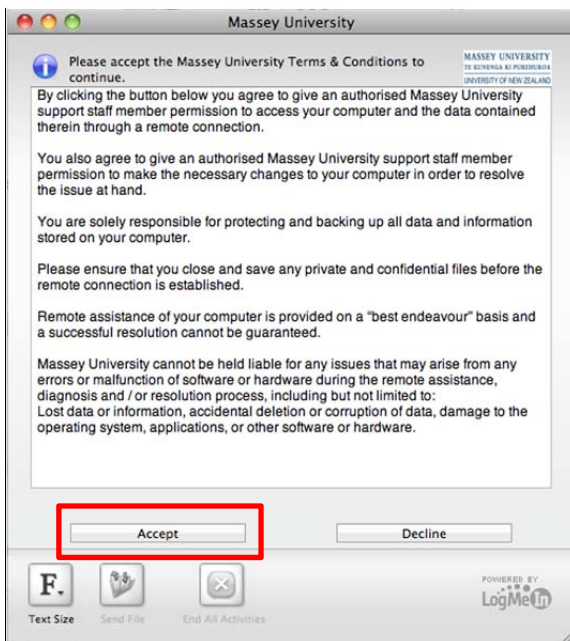 Massey University
Please accept the Massey University Terms & Conditions to
continue.
MASSEY UNIVERSITY
TE KUNENGA KI PUREHUROA
UNIVERSITY OF NEW ZEALAND
By clicking the button below you agree to give an authorised Massey University
support staff member permission to access your computer and the data contained
therein through a remote connection.
You also agree to give an authorised Massey University support staff member
permission to make the necessary changes to your computer in order to resolve
the issue at hand.
You are solely responsible for protecting and backing up all data and information
stored on your computer.
Please ensure that you close and save any private and confidential files before the
remote connection is established.
Remote assistance of your computer is provided on a "best endeavour" basis and
a successful resolution cannot be guaranteed.
Massey University cannot be held liable for any issues that may arise from any
errors or malfunction of software or hardware during the remote assistance,
diagnosis and / or resolution process, including but not limited to:
Lost data or information, accidental deletion or corruption of data, damage to the
operating system, applications, or other software or hardware.
Accept
Decline
F.
Text Size
Send File
End All Activities
POWERED BY
LogMeIn